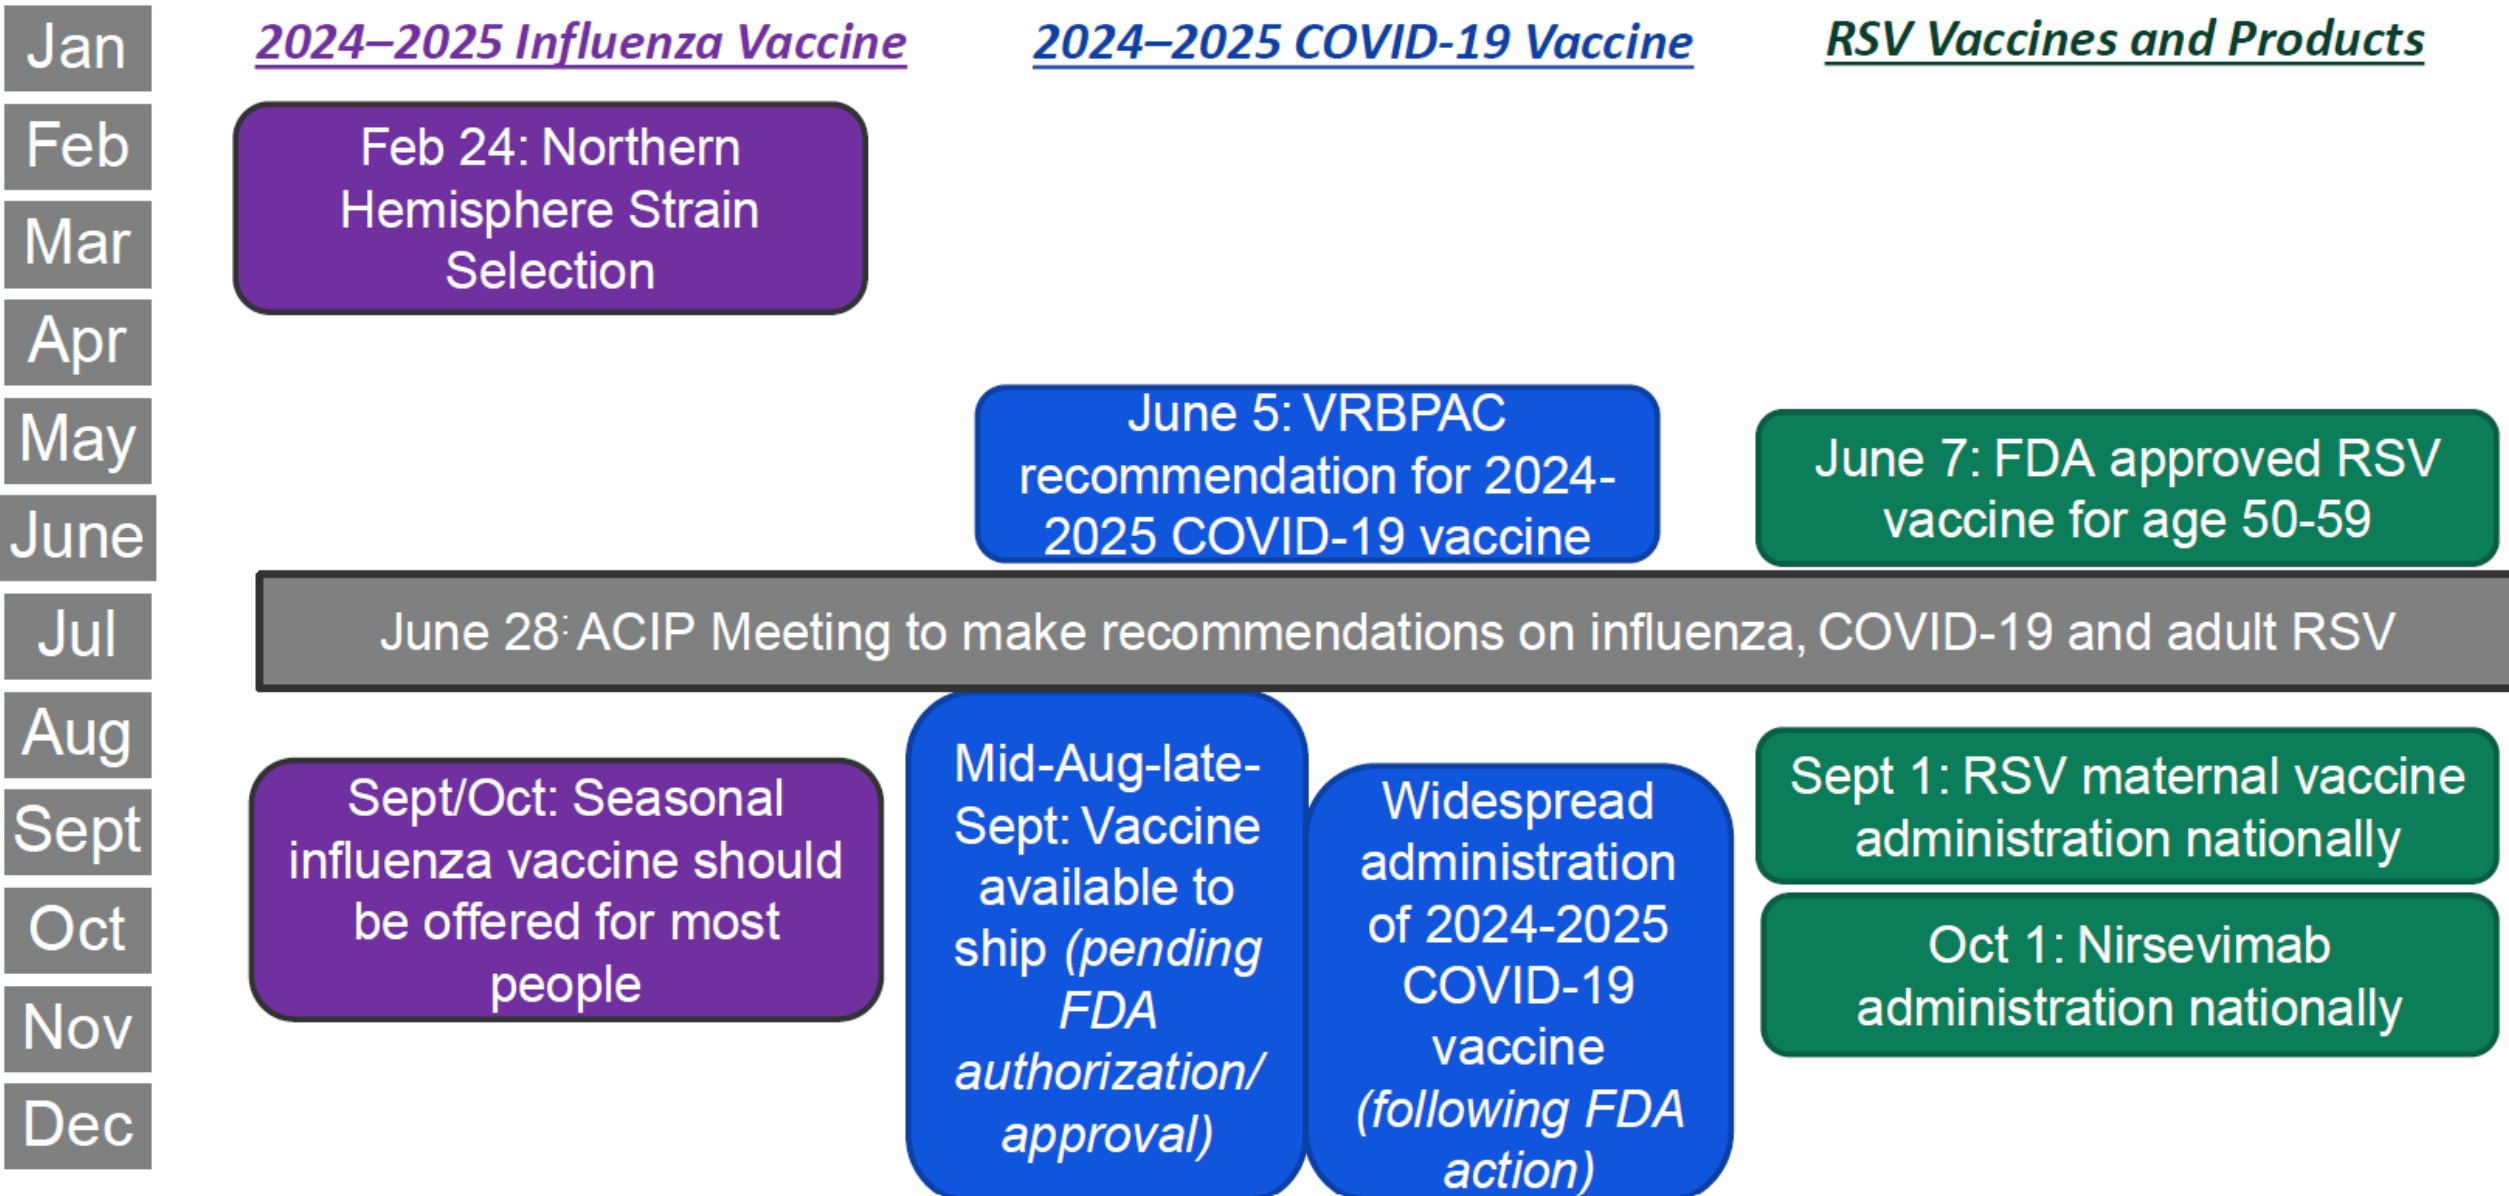 Jan
Feb
Mar
Apr
May
June
Jul
Aug
Sept
Oct
Nov
Dec
2024–2025 Influenza Vaccine
Feb 24: Northern
Hemisphere Strain
Selection
2024–2025 COVID-19 Vaccine
June 5: VRBPAC
recommendation for 2024-
2025 COVID-19 vaccine
RSV Vaccines and Products
June 7: FDA approved RSV
vaccine for age 50-59
June 28: ACIP Meeting to make recommendations on influenza, COVID-19 and adult RSV
Sept/Oct: Seasonal
influenza vaccine should
be offered for most
people
Mid-Aug-late-
Sept: Vaccine
available to
ship (pending
FDA
authorization/
approval)
Widespread
administration
of 2024-2025
COVID-19
vaccine
(following FDA
action)
Sept 1: RSV maternal vaccine
administration nationally
Oct 1: Nirsevimab
administration nationally